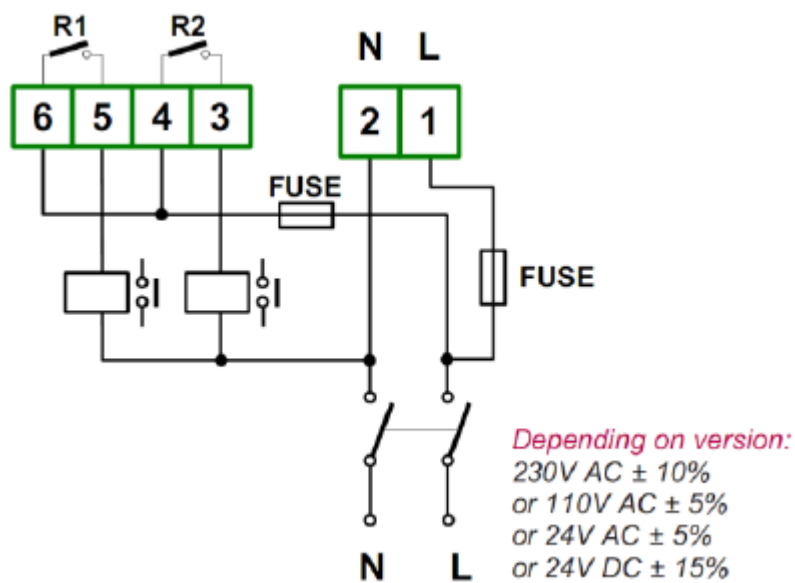 R1 R2
N L
6 5 4 3 2 1
FUSE
FUSE
Depending on version:
230V AC ± 10%
or 110V AC ± 5%
or 24V AC ± 5%
or 24V DC ± 15%
N L